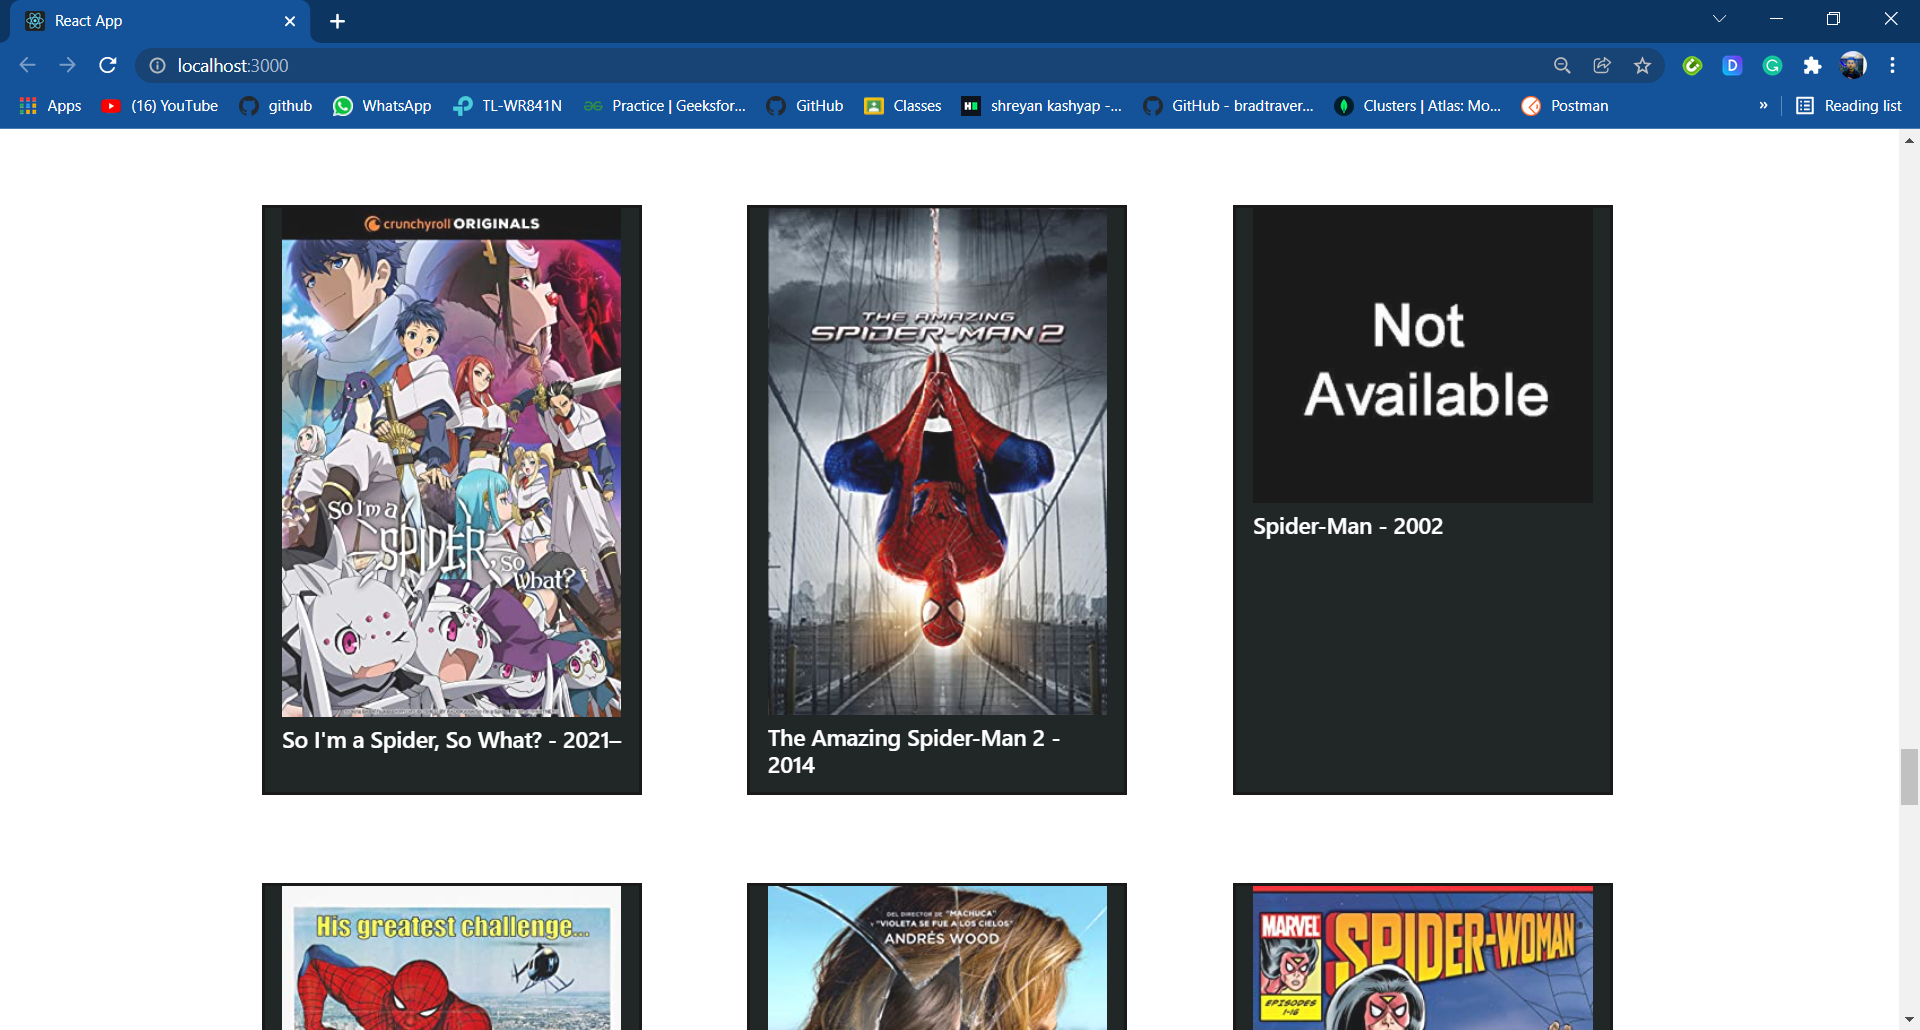 React App
localhost:3000
Apps
(16) YouTube
github
WhatsApp
TL-WR841N
Practice | Geeksfor...
GitHub
Classes
shreyan kashyap -...
GitHub - bradtraver...
Clusters | Atlas: Mo...
Postman
»
Reading list
crunchyroll ORIGINALS
So I'm a
SPIDER, so
what?
So I'm a Spider, So What? - 2021–
THE AMAZING
SPIDER-MAN 2
The Amazing Spider-Man 2 -
2014
Not
Available
Spider-Man - 2002
His greatest challenge...
DEL DIRECTOR DE "MACHUCA"
Y "VIOLETA SE FUE A LOS CIELOS"
ANDRÉS WOOD
MARVEL
SPIDER-WOMAN
EPISODES
1-16